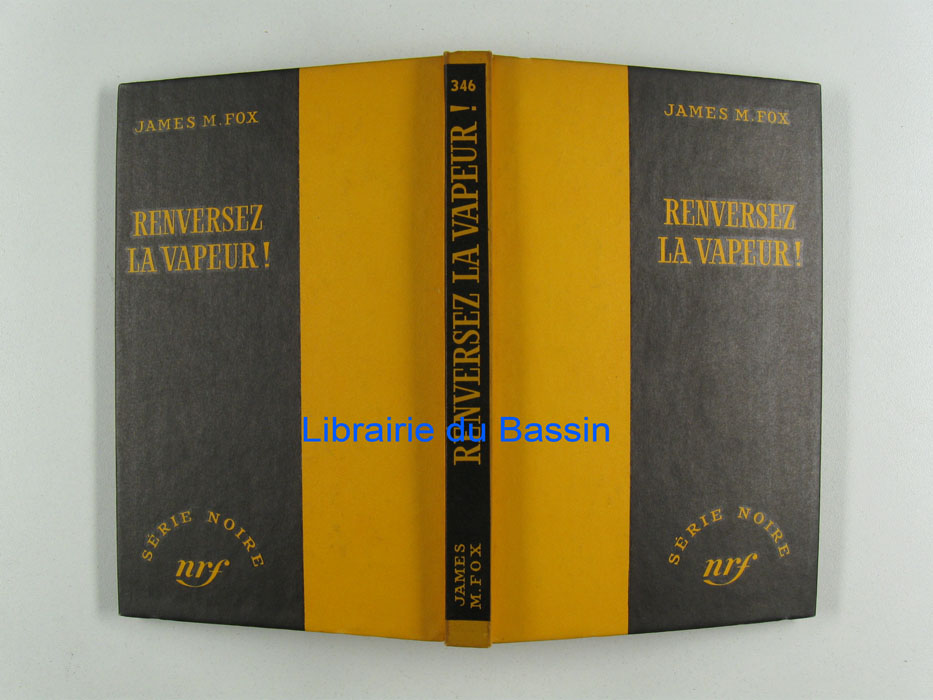 JAMES M. FOX
RENVERSEZ
LA VAPEUR !
SÉRIE NOIRE
nrf
346
RENVERSEZ LA VAPEUR !
JAMES
M. FOX
JAMES M. FOX
RENVERSEZ
LA VAPEUR !
SÉRIE NOIRE
nrf
Librairie du Bassin